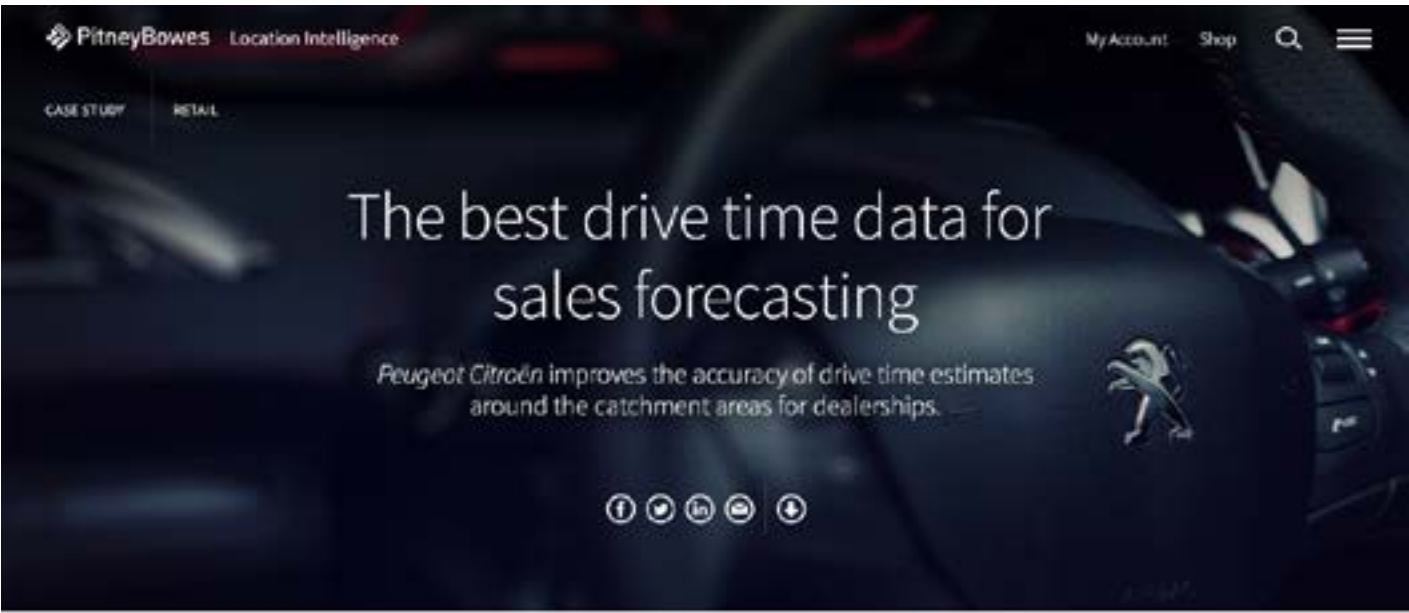 PitneyBowes Location Intelligence
My Account Shop
CASE STUDY RETAIL
The best drive time data for
sales forecasting
Peugeot Citroën improves the accuracy of drive time estimates
around the catchment areas for dealerships.